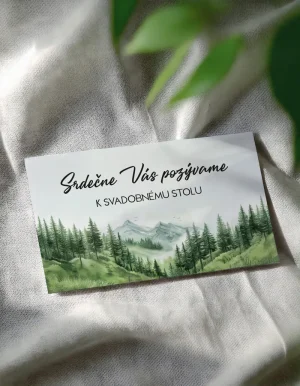 Srdečne Vás pozývame
K SVADOBNÉMU STOLU